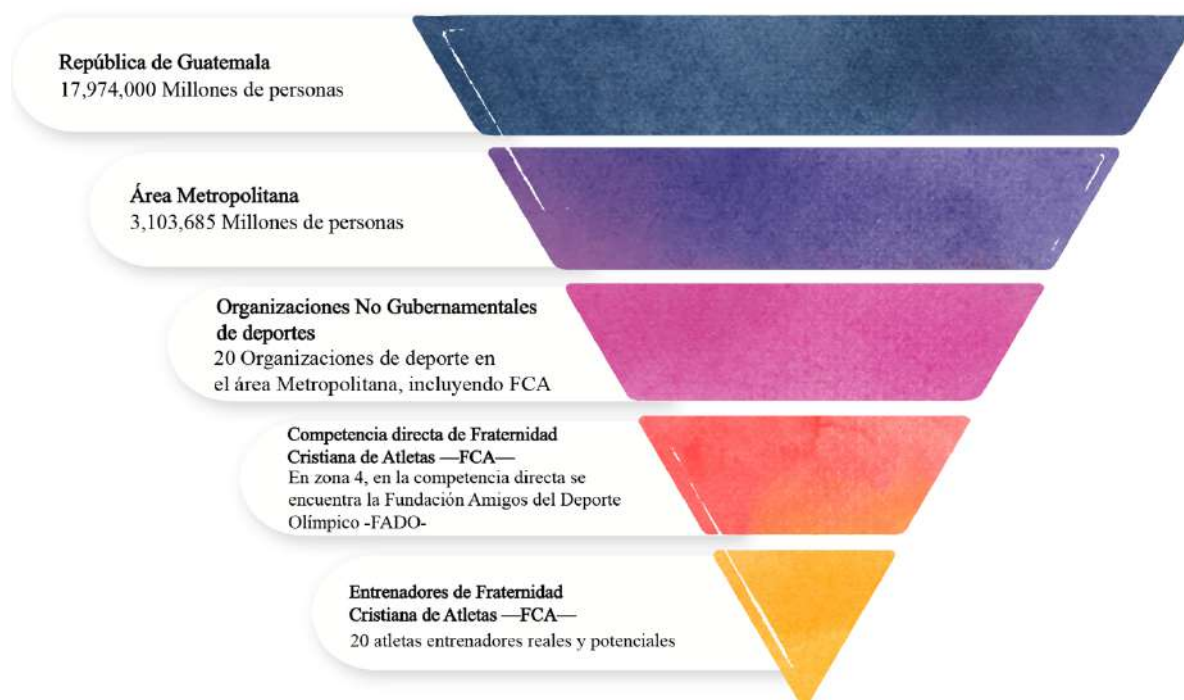 República de Guatemala
17,974,000 Millones de personas
Área Metropolitana
3,103,685 Millones de personas
Organizaciones No Gubernamentales
de deportes
20 Organizaciones de deporte en
el área Metropolitana, incluyendo FCA
Competencia directa de Fraternidad
Cristiana de Atletas —FCA—
En zona 4, en la competencia directa se
encuentra la Fundación Amigos del Deporte
Olímpico -FADO-
Entrenadores de Fraternidad
Cristiana de Atletas —FCA—
20 atletas entrenadores reales y potenciales